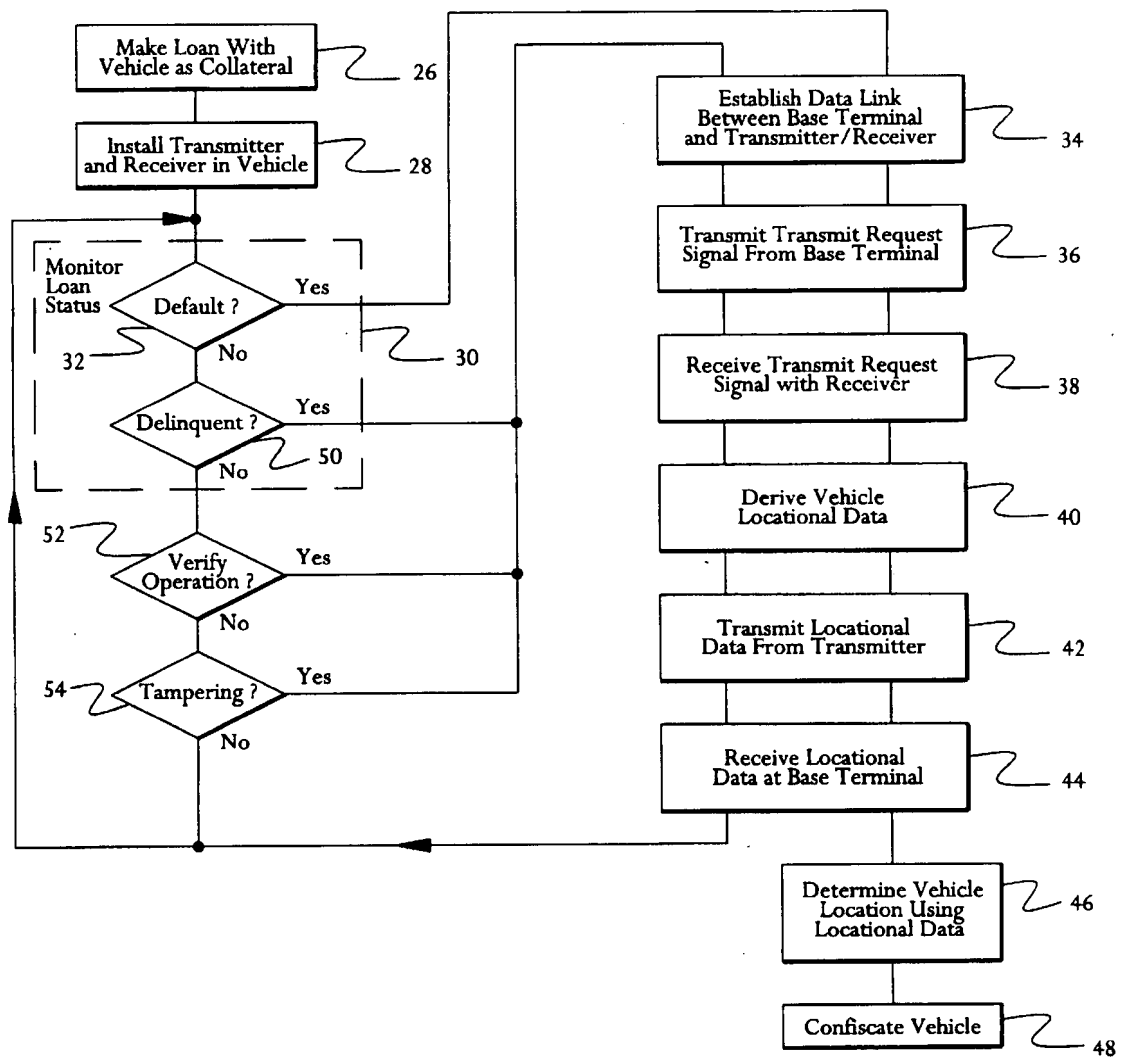 Make Loan With
Vehicle as Collateral
26
Install Transmitter
and Receiver in Vehicle
28
Monitor
Loan
Status
Default ?
Yes
32
No
30
Delinquent ?
Yes
50
No
52
Verify
Operation ?
Yes
No
54
Tampering ?
Yes
No
Establish Data Link
Between Base Terminal
and Transmitter/Receiver
34
Transmit Transmit Request
Signal From Base Terminal
36
Receive Transmit Request
Signal with Receiver
38
Derive Vehicle
Locational Data
40
Transmit Locational
Data From Transmitter
42
Receive Locational
Data at Base Terminal
44
Determine Vehicle
Location Using
Locational Data
46
Confiscate Vehicle
48